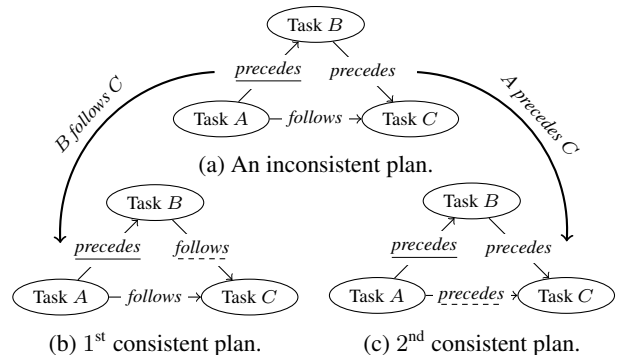 Task B
precedes precedes
Task A follows Task C
B follows C
A precedes C
(a) An inconsistent plan.
Task B
precedes follows
Task A follows Task C
(b) 1st consistent plan.
Task B
precedes precedes
Task A precedes Task C
(c) 2nd consistent plan.